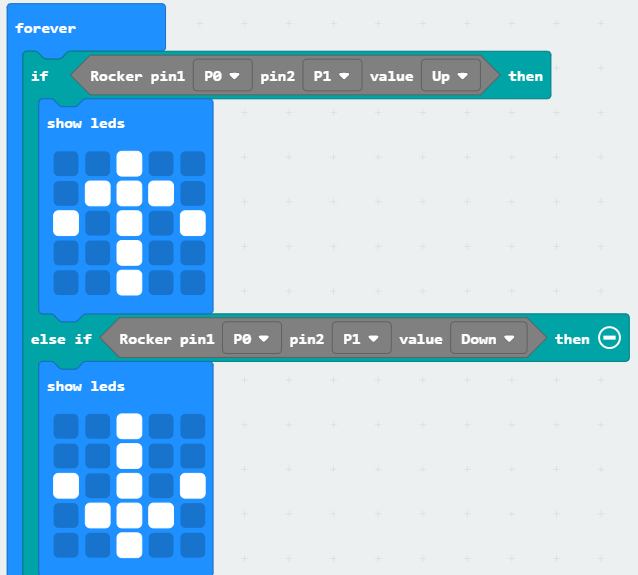 forever
if Rocker pin1 P0 pin2 P1 value Up then
show leds
else if Rocker pin1 P0 pin2 P1 value Down then
show leds